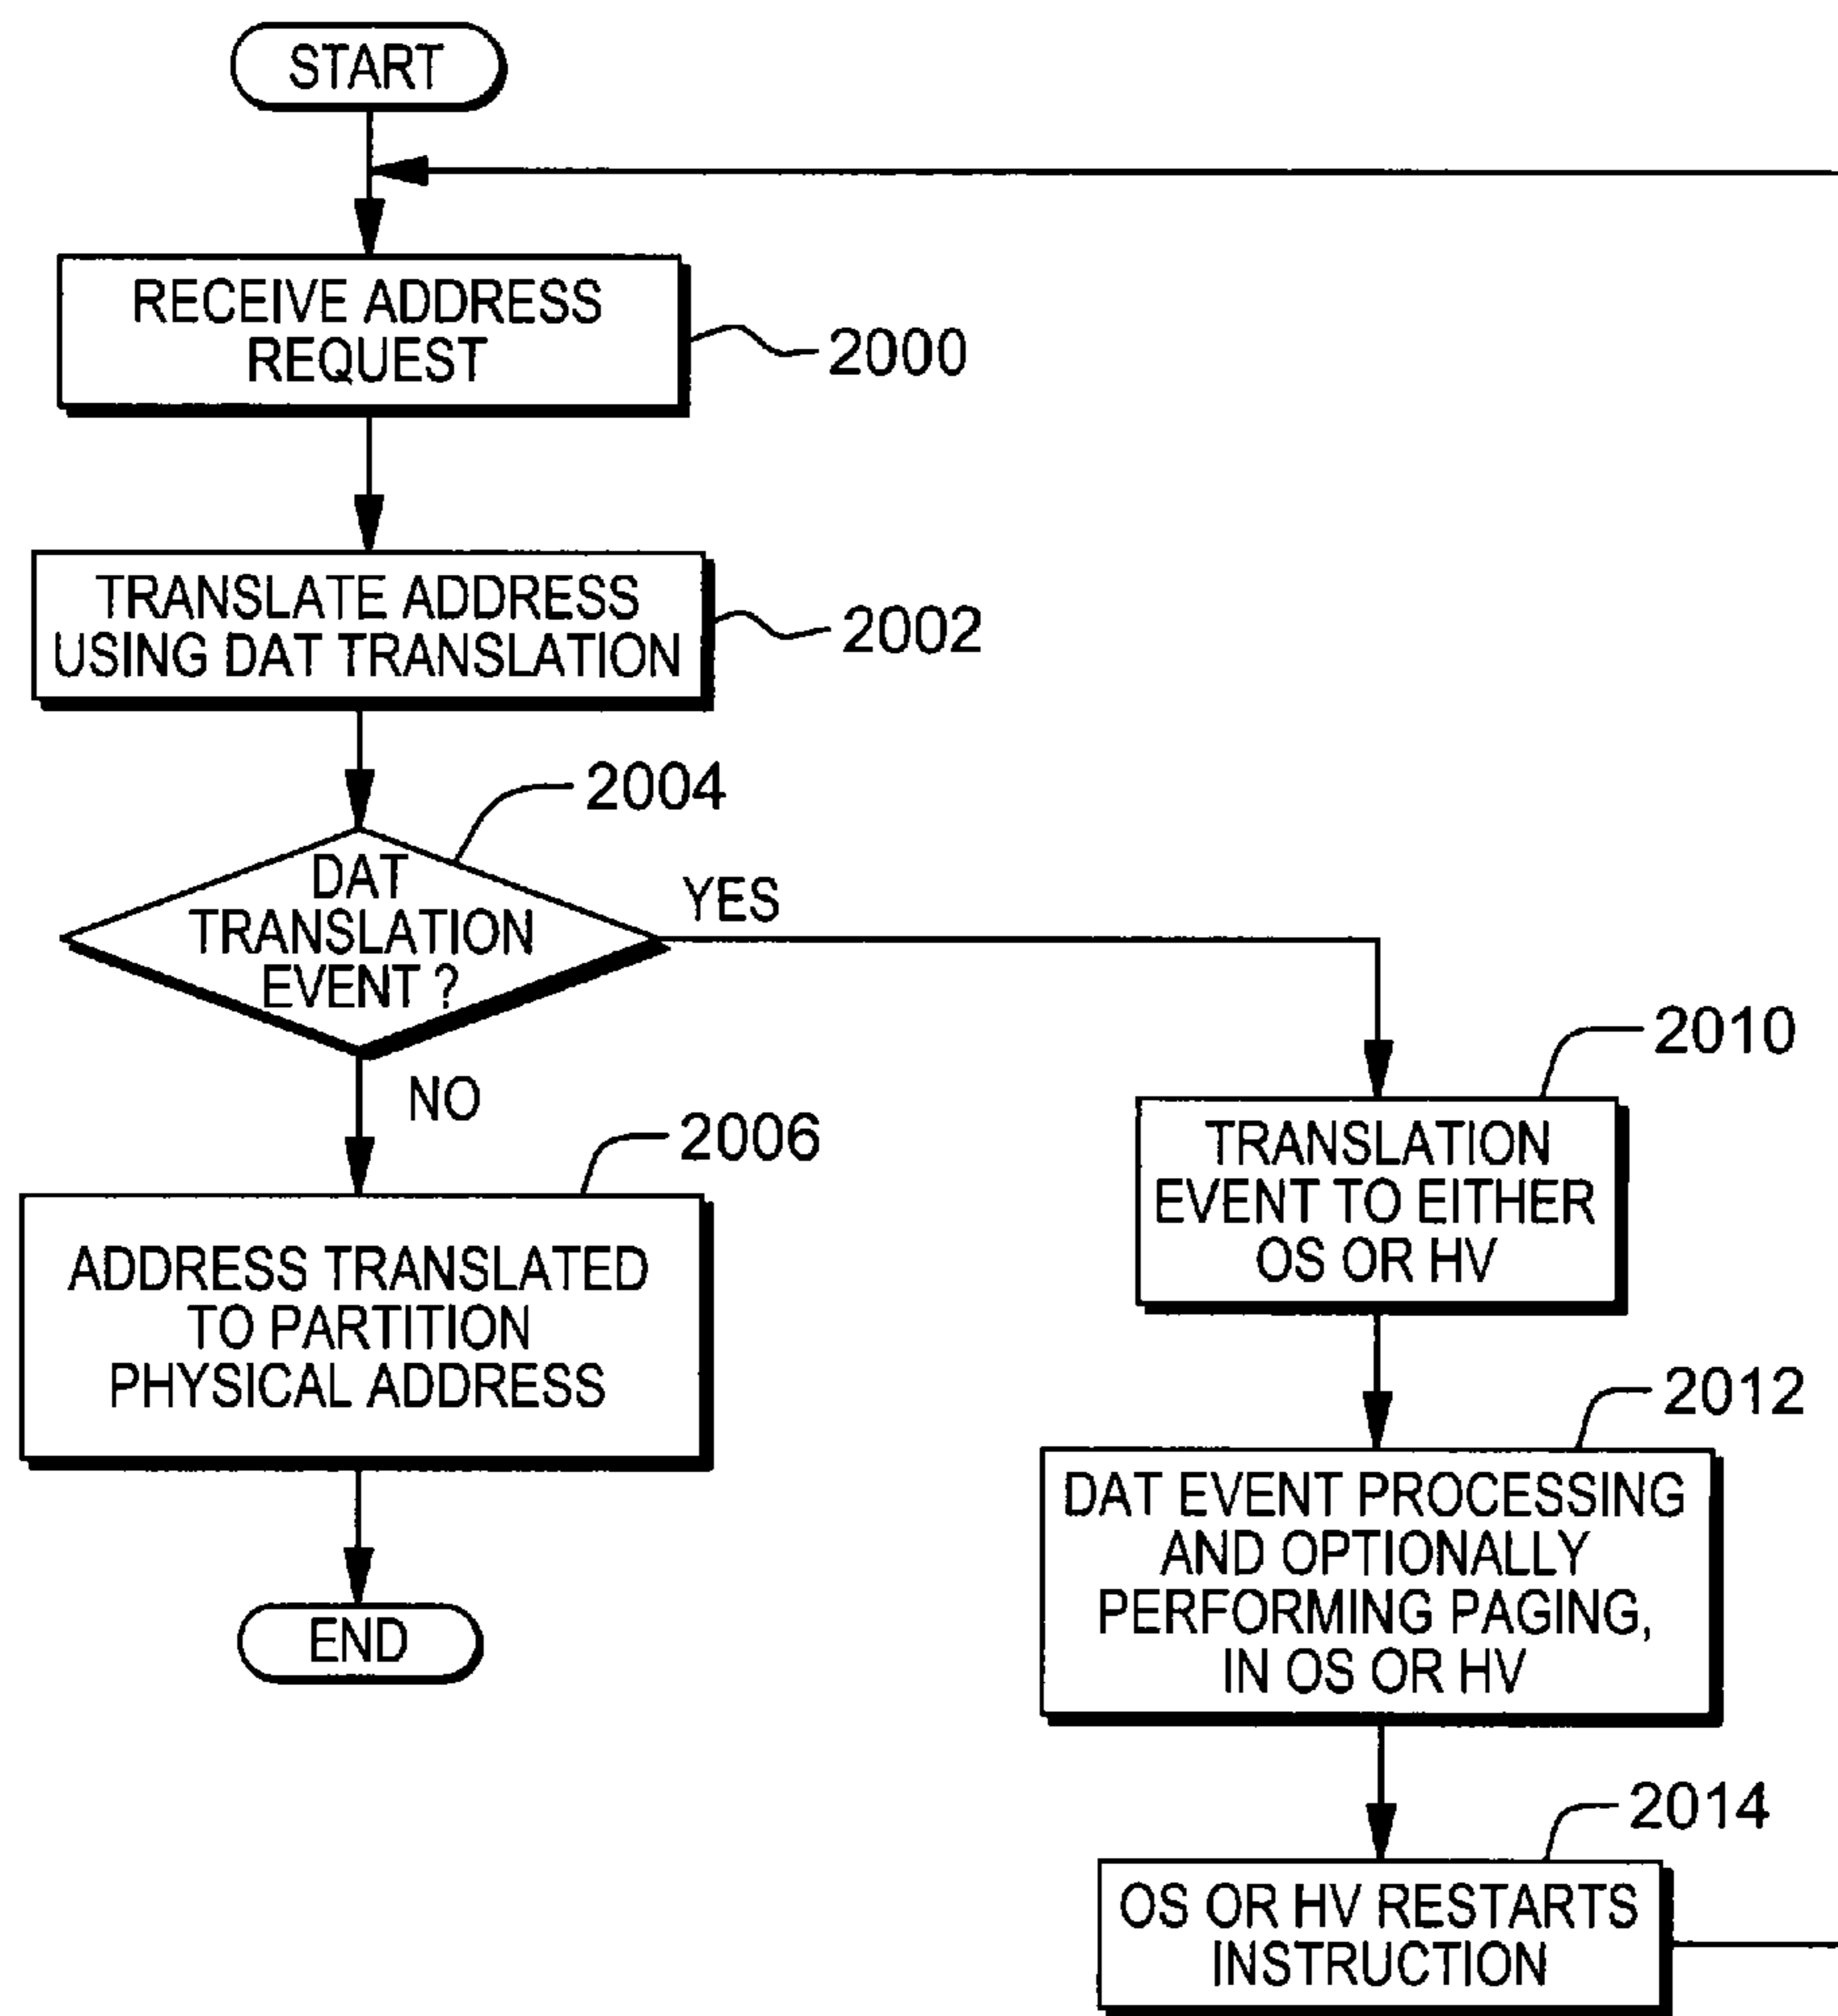 START
RECEIVE ADDRESS
REQUEST
2000
TRANSLATE ADDRESS
USING DAT TRANSLATION
2002
2004
DAT
TRANSLATION
EVENT ?
YES
NO
2006
ADDRESS TRANSLATED
TO PARTITION
PHYSICAL ADDRESS
END
2010
TRANSLATION
EVENT TO EITHER
OS OR HV
2012
DAT EVENT PROCESSING
AND OPTIONALLY
PERFORMING PAGING,
IN OS OR HV
2014
OS OR HV RESTARTS
INSTRUCTION